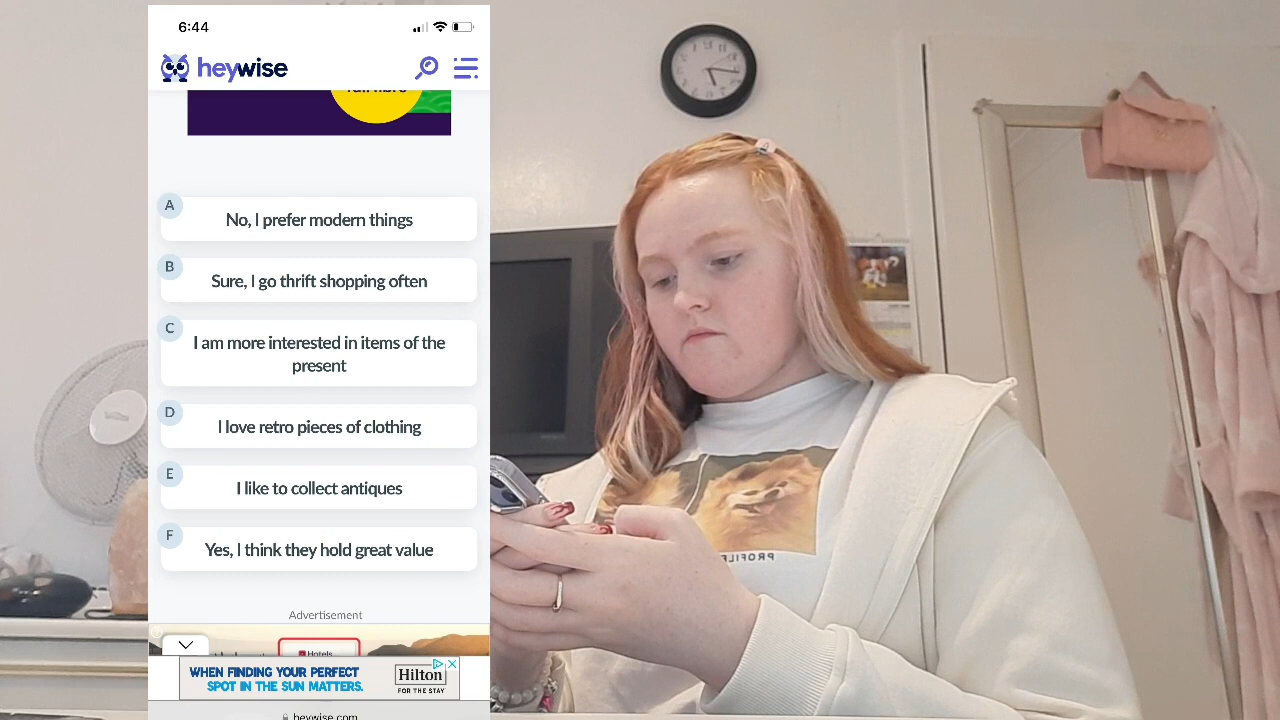 6:44
heywise
A
No, I prefer modern things
B
Sure, I go thrift shopping often
C
I am more interested in items of the
present
D
I love retro pieces of clothing
E
I like to collect antiques
F
Yes, I think they hold great value
Advertisement
Hotels
WHEN FINDING YOUR PERFECT
SPOT IN THE SUN MATTERS.
Hilton
FOR THE STAY
heywise.com
PROFILE